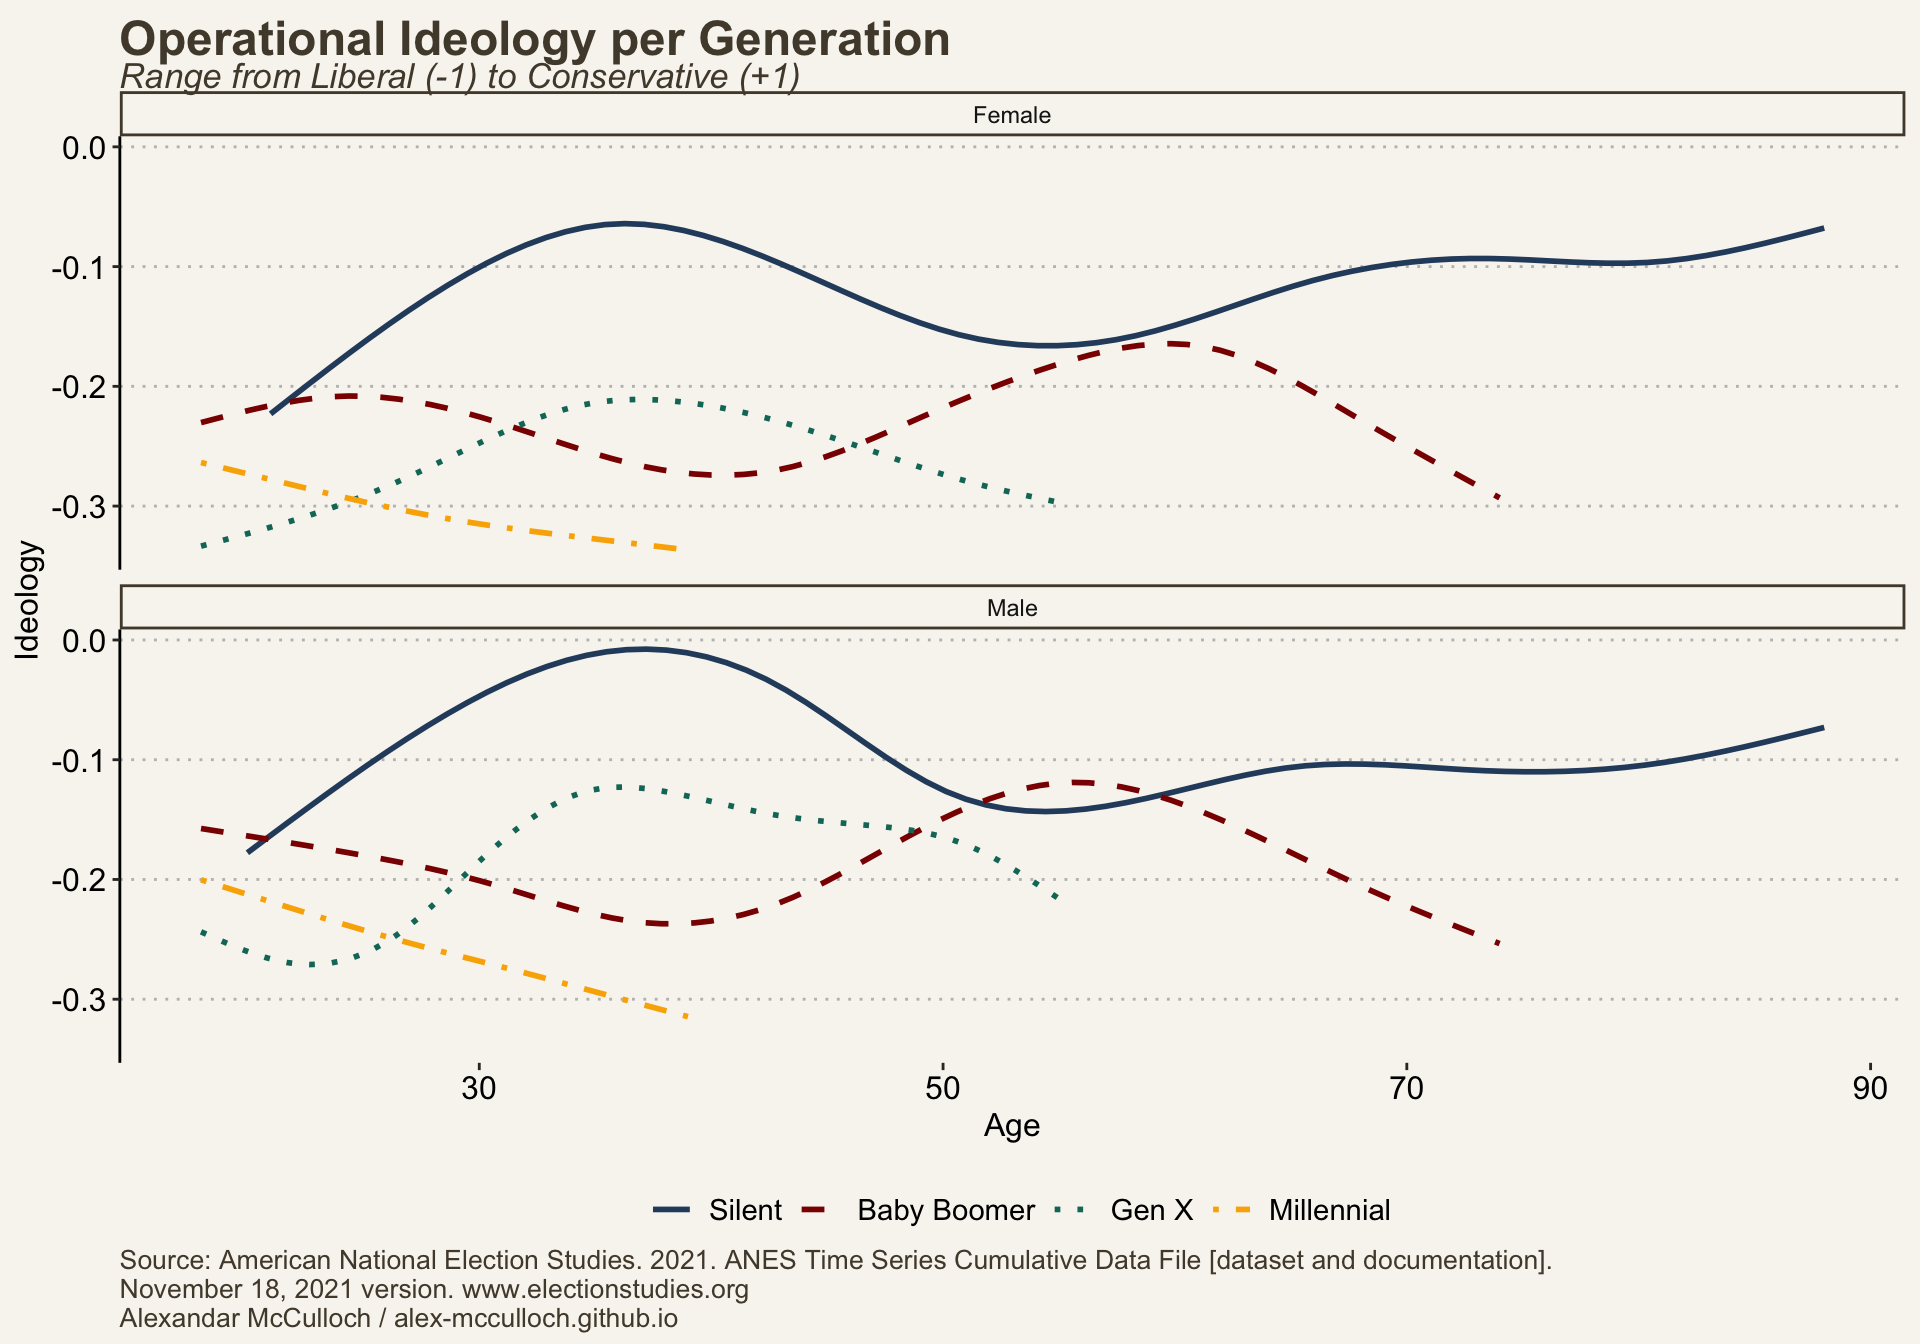 Operational Ideology per Generation
Range from Liberal (-1) to Conservative (+1)
Female
0.0
-0.1
-0.2
-0.3
Ideology
Male
0.0
-0.1
-0.2
-0.3
30 50 70 90
Age
Silent Baby Boomer Gen X Millennial
Source: American National Election Studies. 2021. ANES Time Series Cumulative Data File [dataset and documentation].
November 18, 2021 version. www.electionstudies.org
Alexandar McCulloch / alex-mcculloch.github.io